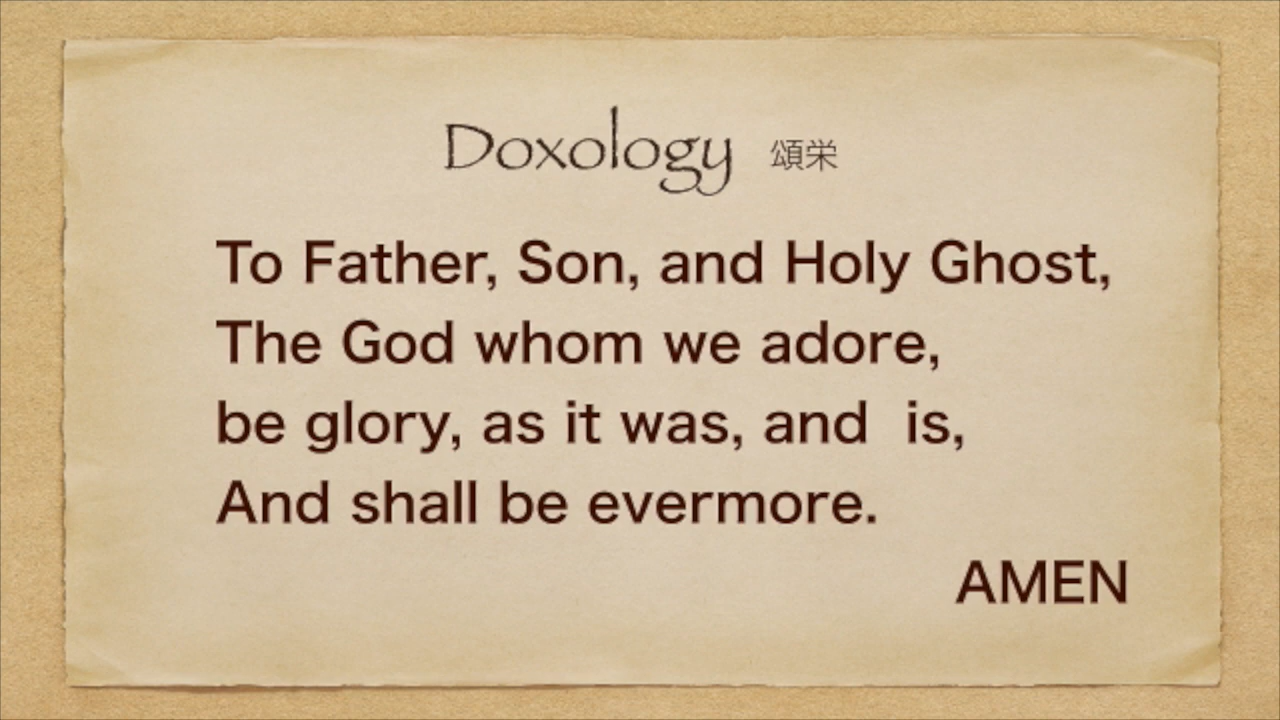 Doxology 頌栄
To Father, Son, and Holy Ghost,
The God whom we adore,
be glory, as it was, and  is,
And shall be evermore.
AMEN